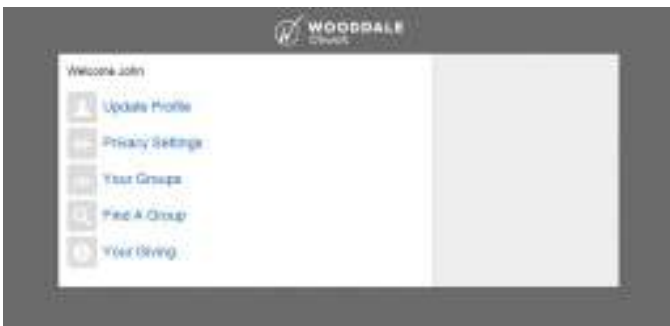 WOODDALE
CHURCH
Welcome John
Update Profile
Privacy Settings
Your Groups
Find A Group
Your Giving